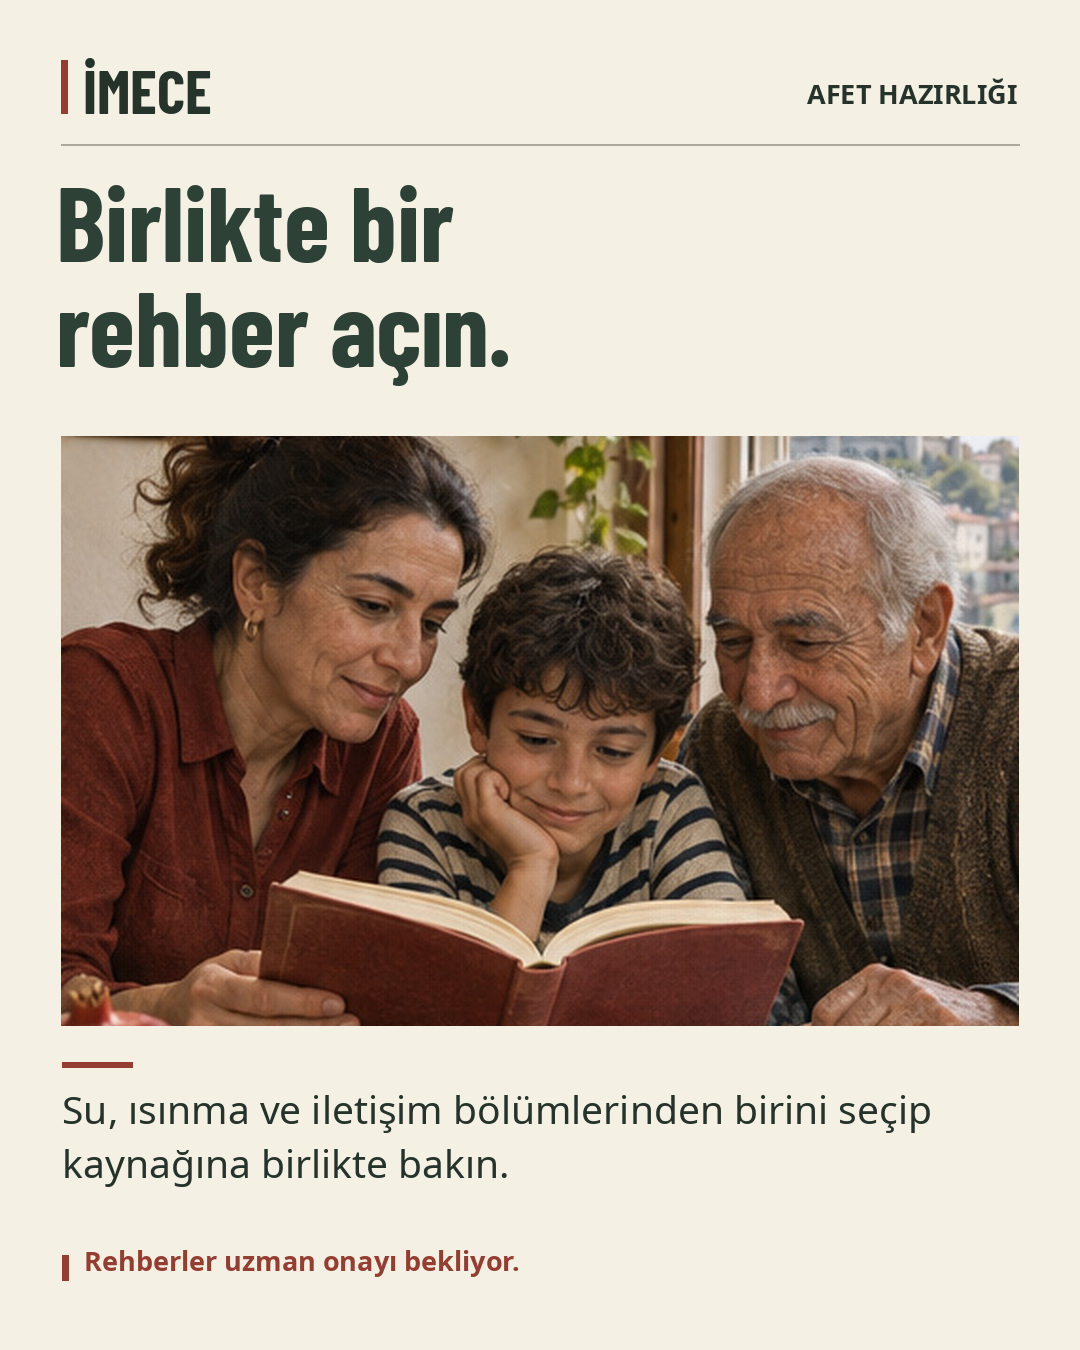 İMECE
AFET HAZIRLIĞI
Birlikte bir
rehber açın.
Su, ısınma ve iletişim bölümlerinden birini seçip
kaynağına birlikte bakın.
Rehberler uzman onayı bekliyor.